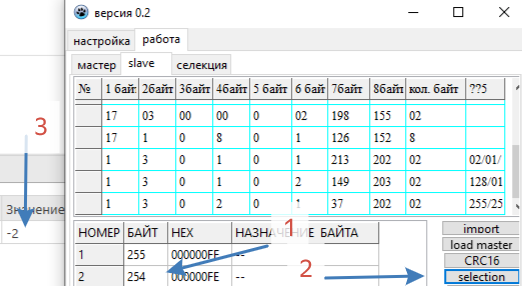 версия 0.2
настройка работа
мастер slave селекция
№ 1 байт 2байт 3байт 4байт 5 байт 6 бай 7байт 8байт кол. байт ??5
17 03 00 00 0 02 198 155 02
17 1 0 8 0 1 126 152 8
1 3 0 1 0 1 213 202 02 02/01/
1 3 0 1 0 2 149 203 02 128/01
1 3 0 2 0 1 37 202 02 255/25
3
Значение
-2
НОМЕР БАЙТ HEX НАЗНАЧЕНИЕ БАЙТА
1 255 000000FE --
2 254 000000FE --
1
2
import
load master
CRC16
selection